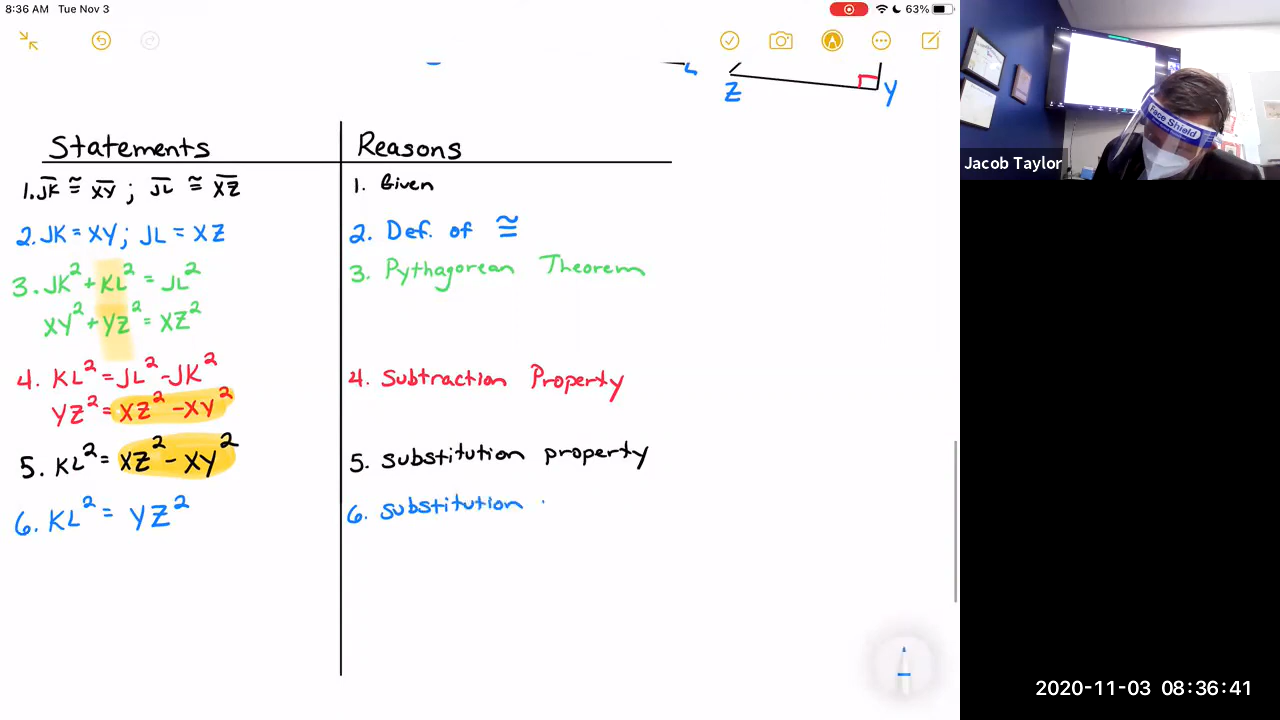 8:36 AM Tue Nov 3
63%
L
Z
Y
Statements
Reasons
1. JK ≅ XY ; JL ≅ XZ
1. Given
2. JK = XY; JL = XZ
2. Def. of ≅
3. JK² + KL² = JL²
3. Pythagorean Theorem
XY² + YZ² = XZ²
4. KL² = JL² - JK²
4. Subtraction Property
YZ² = XZ² - XY²
5. KL² = XZ² - XY²
5. substitution property
6. KL² = YZ²
6. substitution
Face Shield
Jacob Taylor
2020-11-03 08:36:41